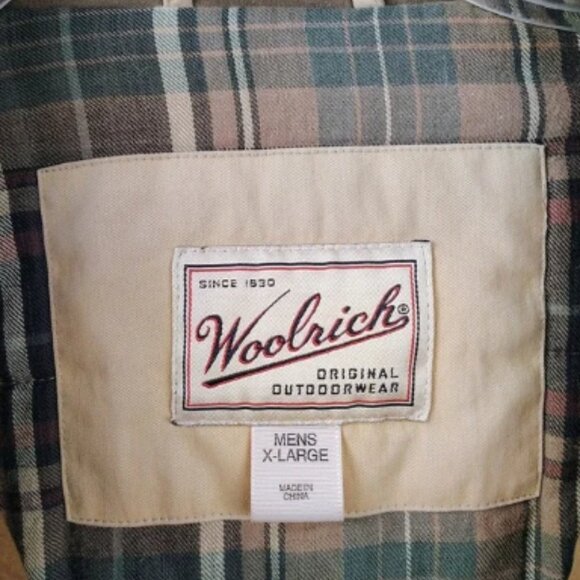 SINCE 1830
Woolrich®
ORIGINAL
OUTDOORWEAR
MENS
X-LARGE
MADE IN
CHINA